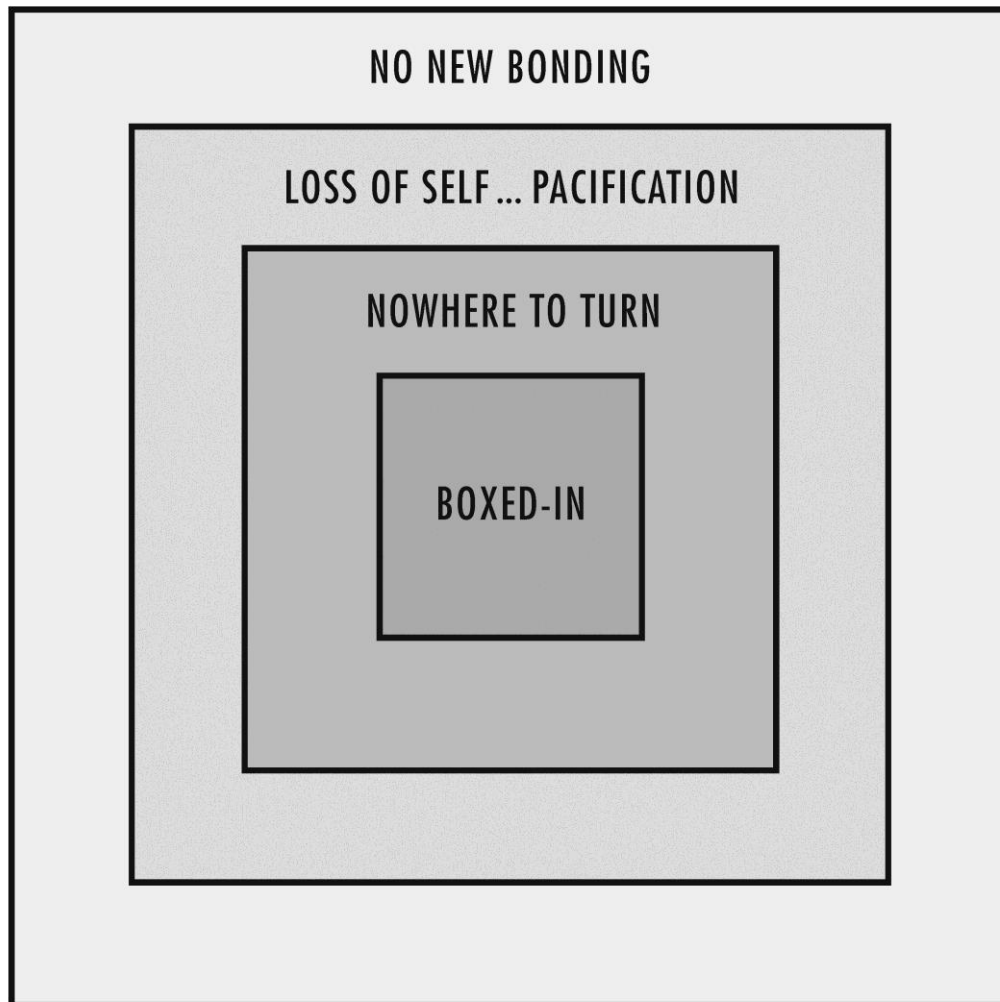 NO NEW BONDING
LOSS OF SELF... PACIFICATION
NOWHERE TO TURN
BOXED-IN